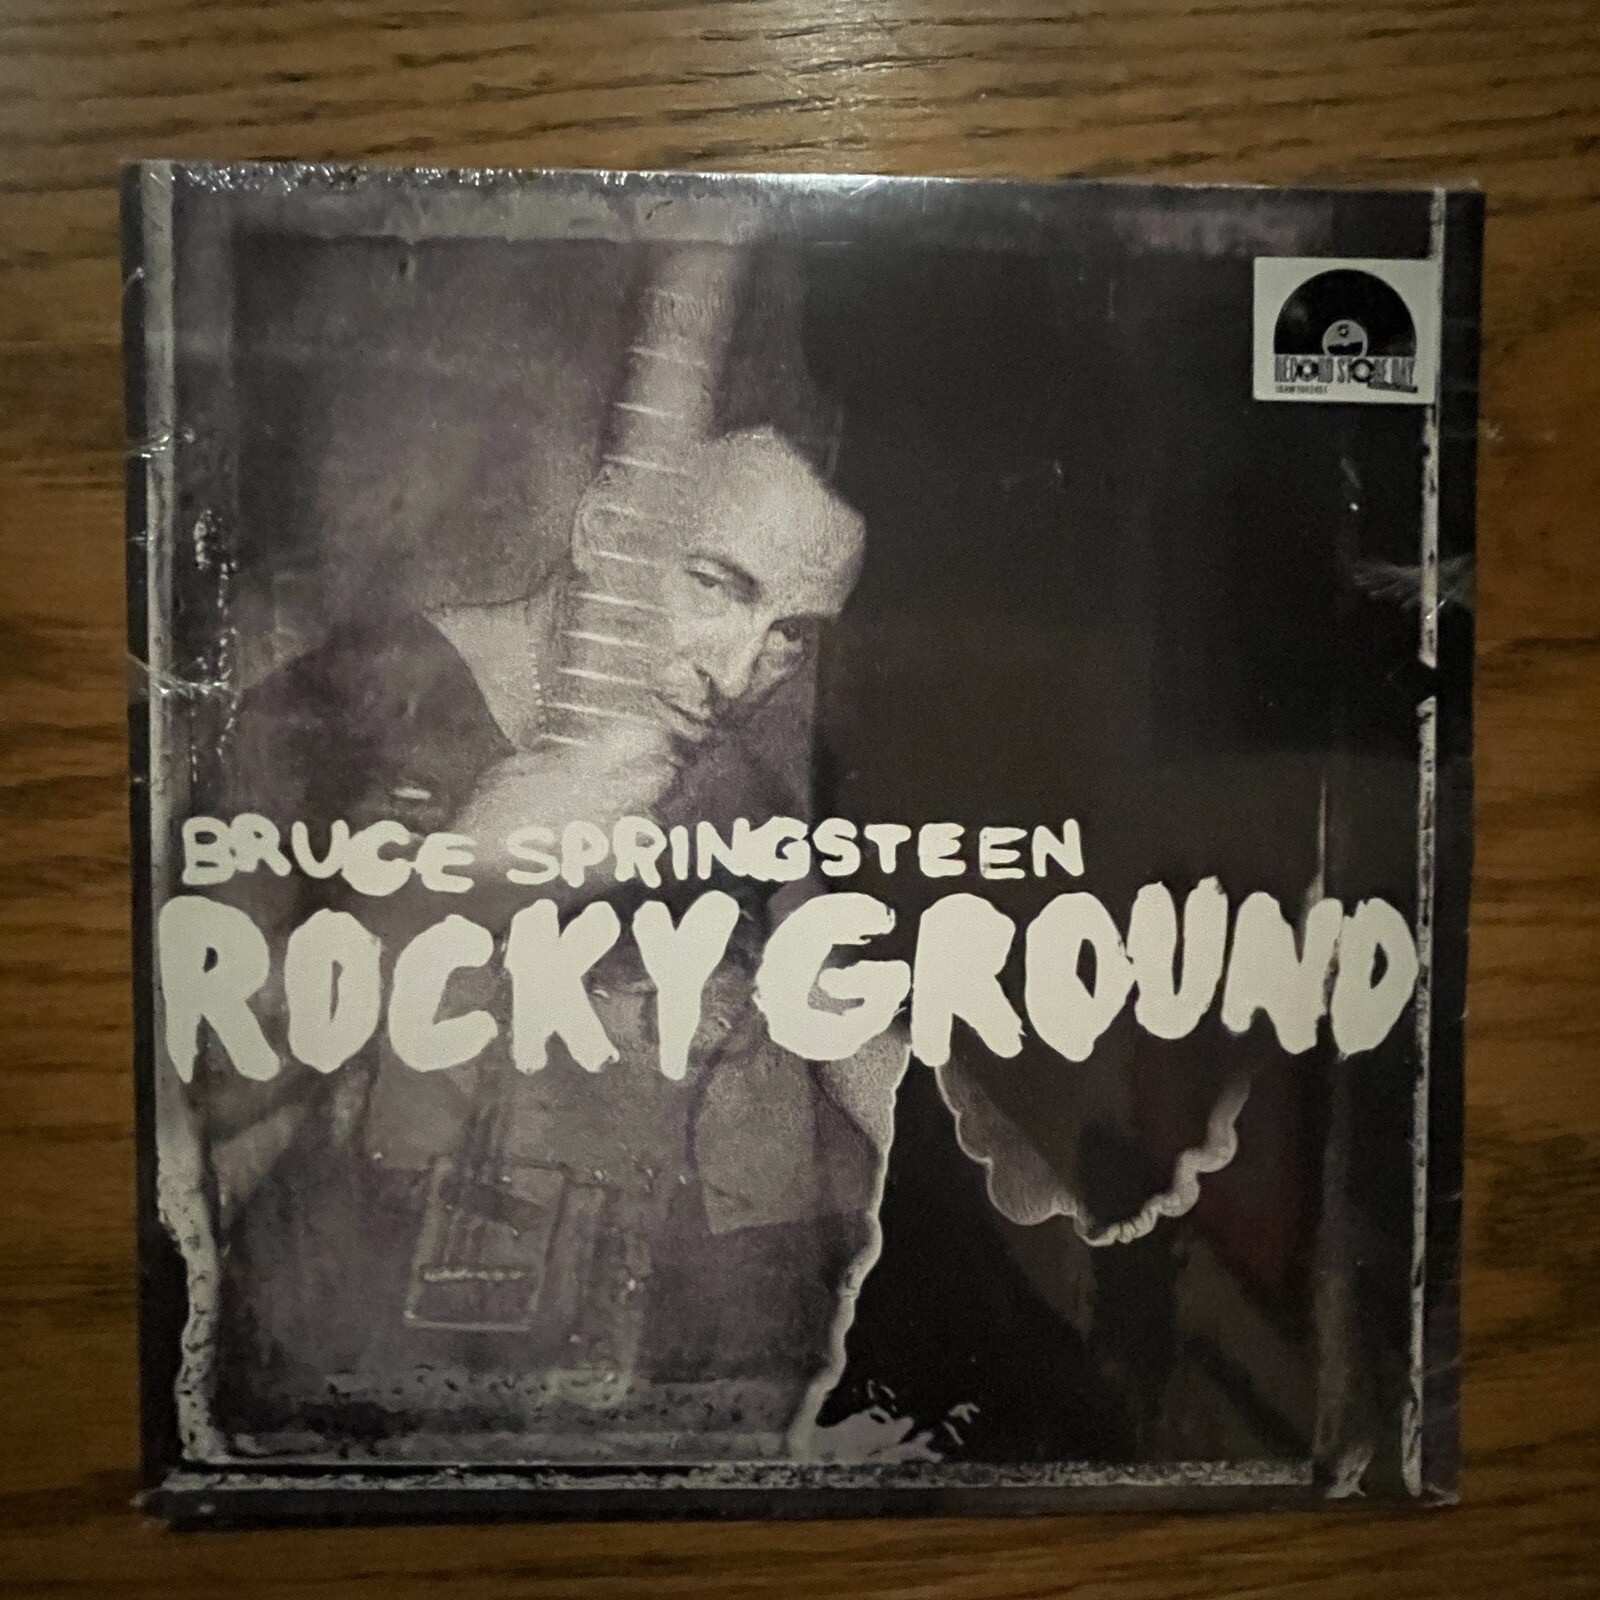 RECORD STORE DAY
BRUCE SPRINGSTEEN
ROCKY GROUND